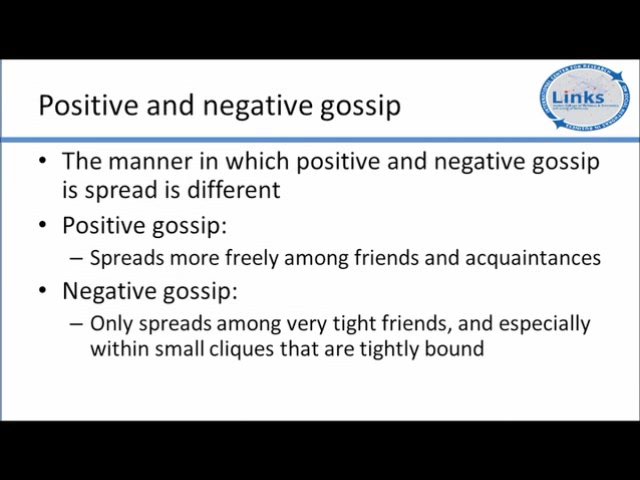 Positive and negative gossip
Links
• The manner in which positive and negative gossip
is spread is different
• Positive gossip:
– Spreads more freely among friends and acquaintances
• Negative gossip:
– Only spreads among very tight friends, and especially
within small cliques that are tightly bound